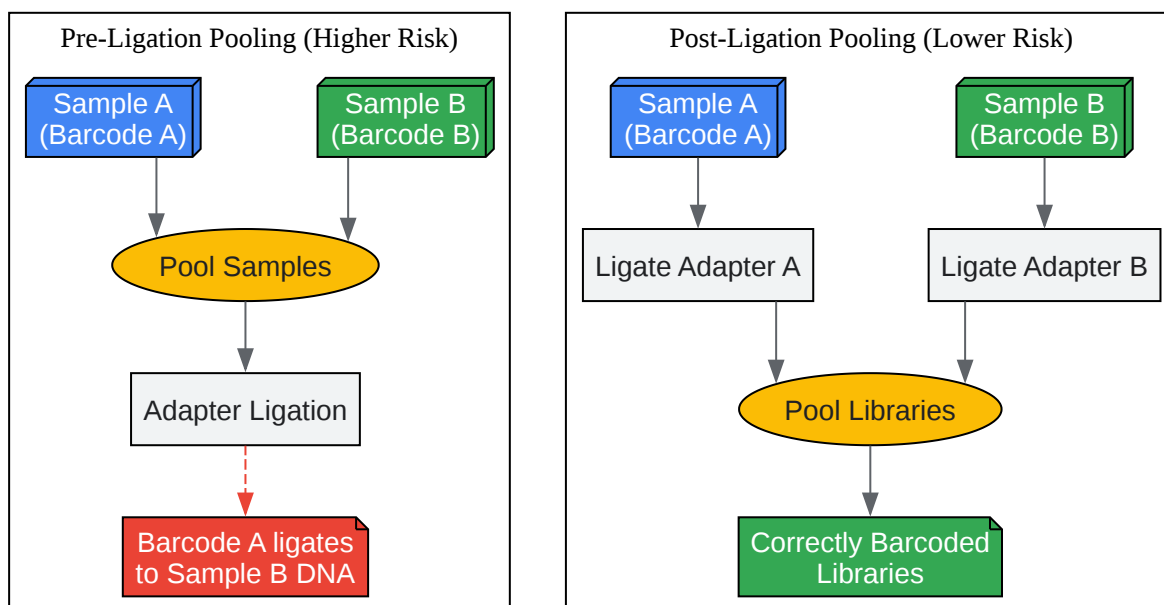 Pre-Ligation Pooling (Higher Risk)
Sample A
(Barcode A)
Sample B
(Barcode B)
Pool Samples
Adapter Ligation
Barcode A ligates
to Sample B DNA
Post-Ligation Pooling (Lower Risk)
Sample A
(Barcode A)
Sample B
(Barcode B)
Ligate Adapter A
Ligate Adapter B
Pool Libraries
Correctly Barcoded
Libraries